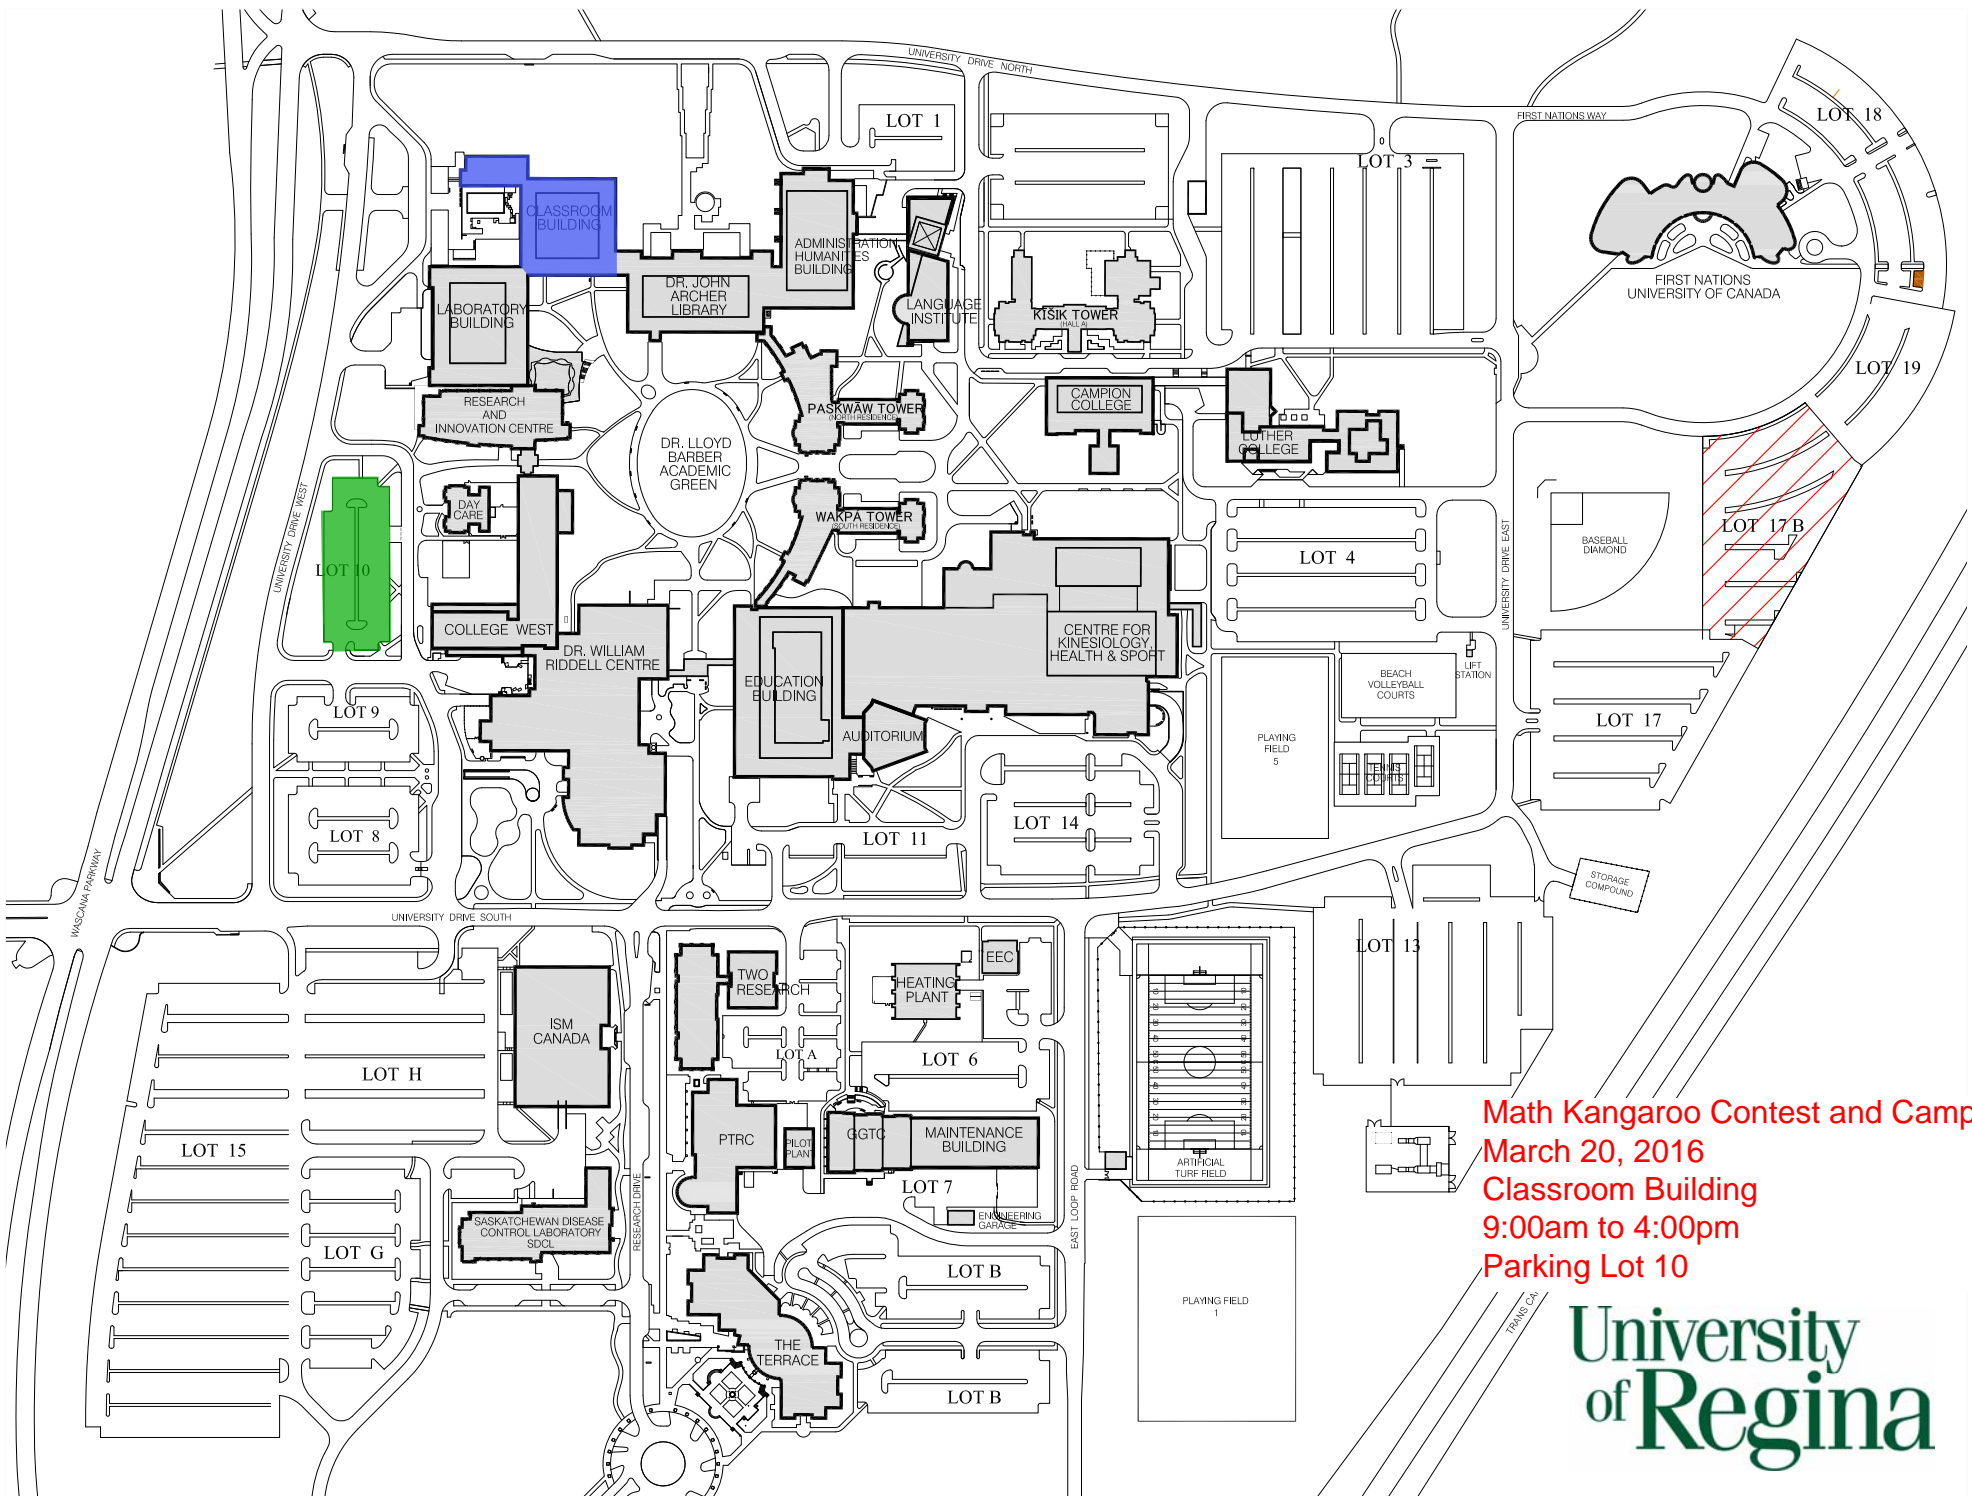 UNIVERSITY DRIVE NORTH
LOT 1
FIRST NATIONS WAY
LOT 18
LOT 3
CLASSROOM
BUILDING
ADMINISTRATION
HUMANITIES
BUILDING
DR. JOHN
ARCHER
LIBRARY
LANGUAGE
INSTITUTE
KĪŠIK TOWER
(HALL A)
FIRST NATIONS
UNIVERSITY OF CANADA
LABORATORY
BUILDING
LOT 19
RESEARCH
AND
INNOVATION CENTRE
PASKWĀW TOWER
(NORTH RESIDENCE)
CAMPION
COLLEGE
LUTHER
COLLEGE
DR. LLOYD
BARBER
ACADEMIC
GREEN
DAY
CARE
WAKPÁ TOWER
(SOUTH RESIDENCE)
UNIVERSITY DRIVE WEST
LOT 10
LOT 4
UNIVERSITY DRIVE EAST
BASEBALL
DIAMOND
LOT 17 B
COLLEGE WEST
DR. WILLIAM
RIDDELL CENTRE
CENTRE FOR
KINESIOLOGY,
HEALTH & SPORT
EDUCATION
BUILDING
AUDITORIUM
BEACH
VOLLEYBALL
COURTS
LIFT
STATION
LOT 17
LOT 9
PLAYING
FIELD
5
TENNIS
COURTS
LOT 8
LOT 11
LOT 14
STORAGE
COMPOUND
WASCANA PARKWAY
UNIVERSITY DRIVE SOUTH
LOT 13
TWO
RESEARCH
HEATING
PLANT
EEC
ISM
CANADA
LOT A
LOT 6
LOT H
LOT 15
PTRC
PILOT
PLANT
GGTC
MAINTENANCE
BUILDING
ARTIFICIAL
TURF FIELD
LOT 7
ENGINEERING
GARAGE
EAST LOOP ROAD
RESEARCH DRIVE
SASKATCHEWAN DISEASE
CONTROL LABORATORY
SDCL
LOT G
LOT B
THE
TERRACE
LOT B
PLAYING FIELD
1
TRANS CA
Math Kangaroo Contest and Camp
March 20, 2016
Classroom Building
9:00am to 4:00pm
Parking Lot 10
University
of Regina